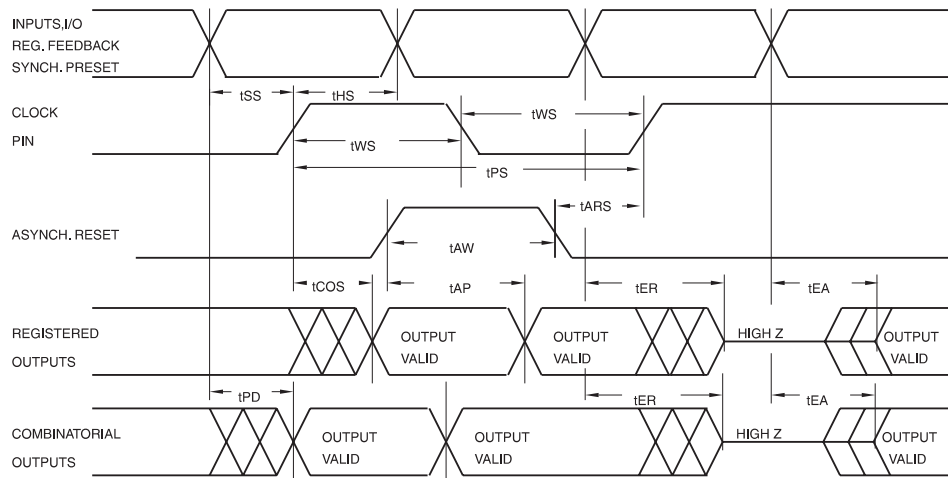 INPUTS,I/O
REG. FEEDBACK
SYNCH. PRESET
tSS
tHS
CLOCK
PIN
tWS
tWS
tPS
tARS
ASYNCH. RESET
tAW
tCOS
tAP
tER
tEA
REGISTERED
OUTPUTS
OUTPUT
VALID
OUTPUT
VALID
HIGH Z
OUTPUT
VALID
tPD
tER
tEA
COMBINATORIAL
OUTPUTS
OUTPUT
VALID
OUTPUT
VALID
HIGH Z
OUTPUT
VALID